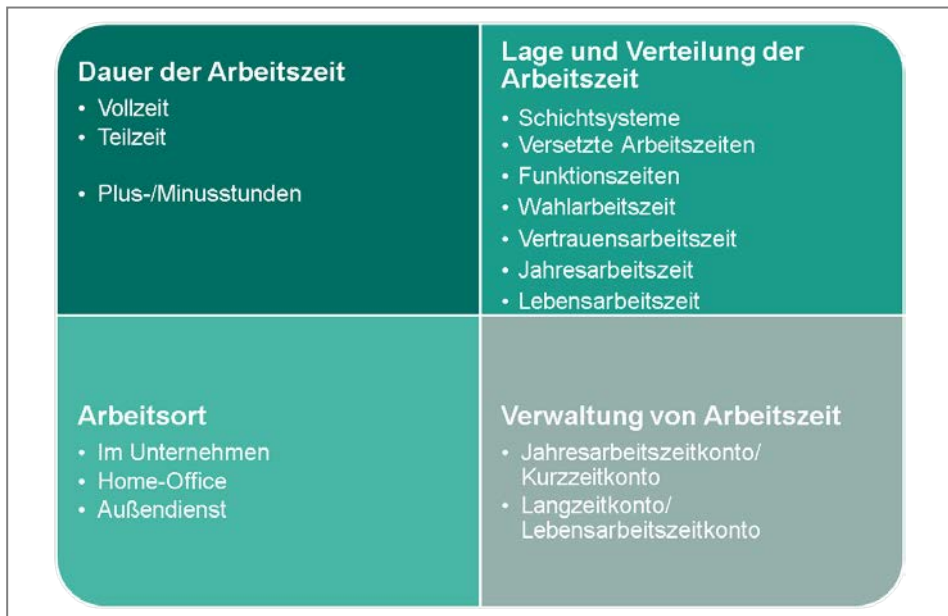 Dauer der Arbeitszeit
• Vollzeit
• Teilzeit
• Plus-/Minusstunden
Lage und Verteilung der
Arbeitszeit
• Schichtsysteme
• Versetzte Arbeitszeiten
• Funktionszeiten
• Wahlarbeitszeit
• Vertrauensarbeitszeit
• Jahresarbeitszeit
• Lebensarbeitszeit
Arbeitsort
• Im Unternehmen
• Home-Office
• Außendienst
Verwaltung von Arbeitszeit
• Jahresarbeitszeitkonto/
Kurzzeitkonto
• Langzeitkonto/
Lebensarbeitszeitkonto